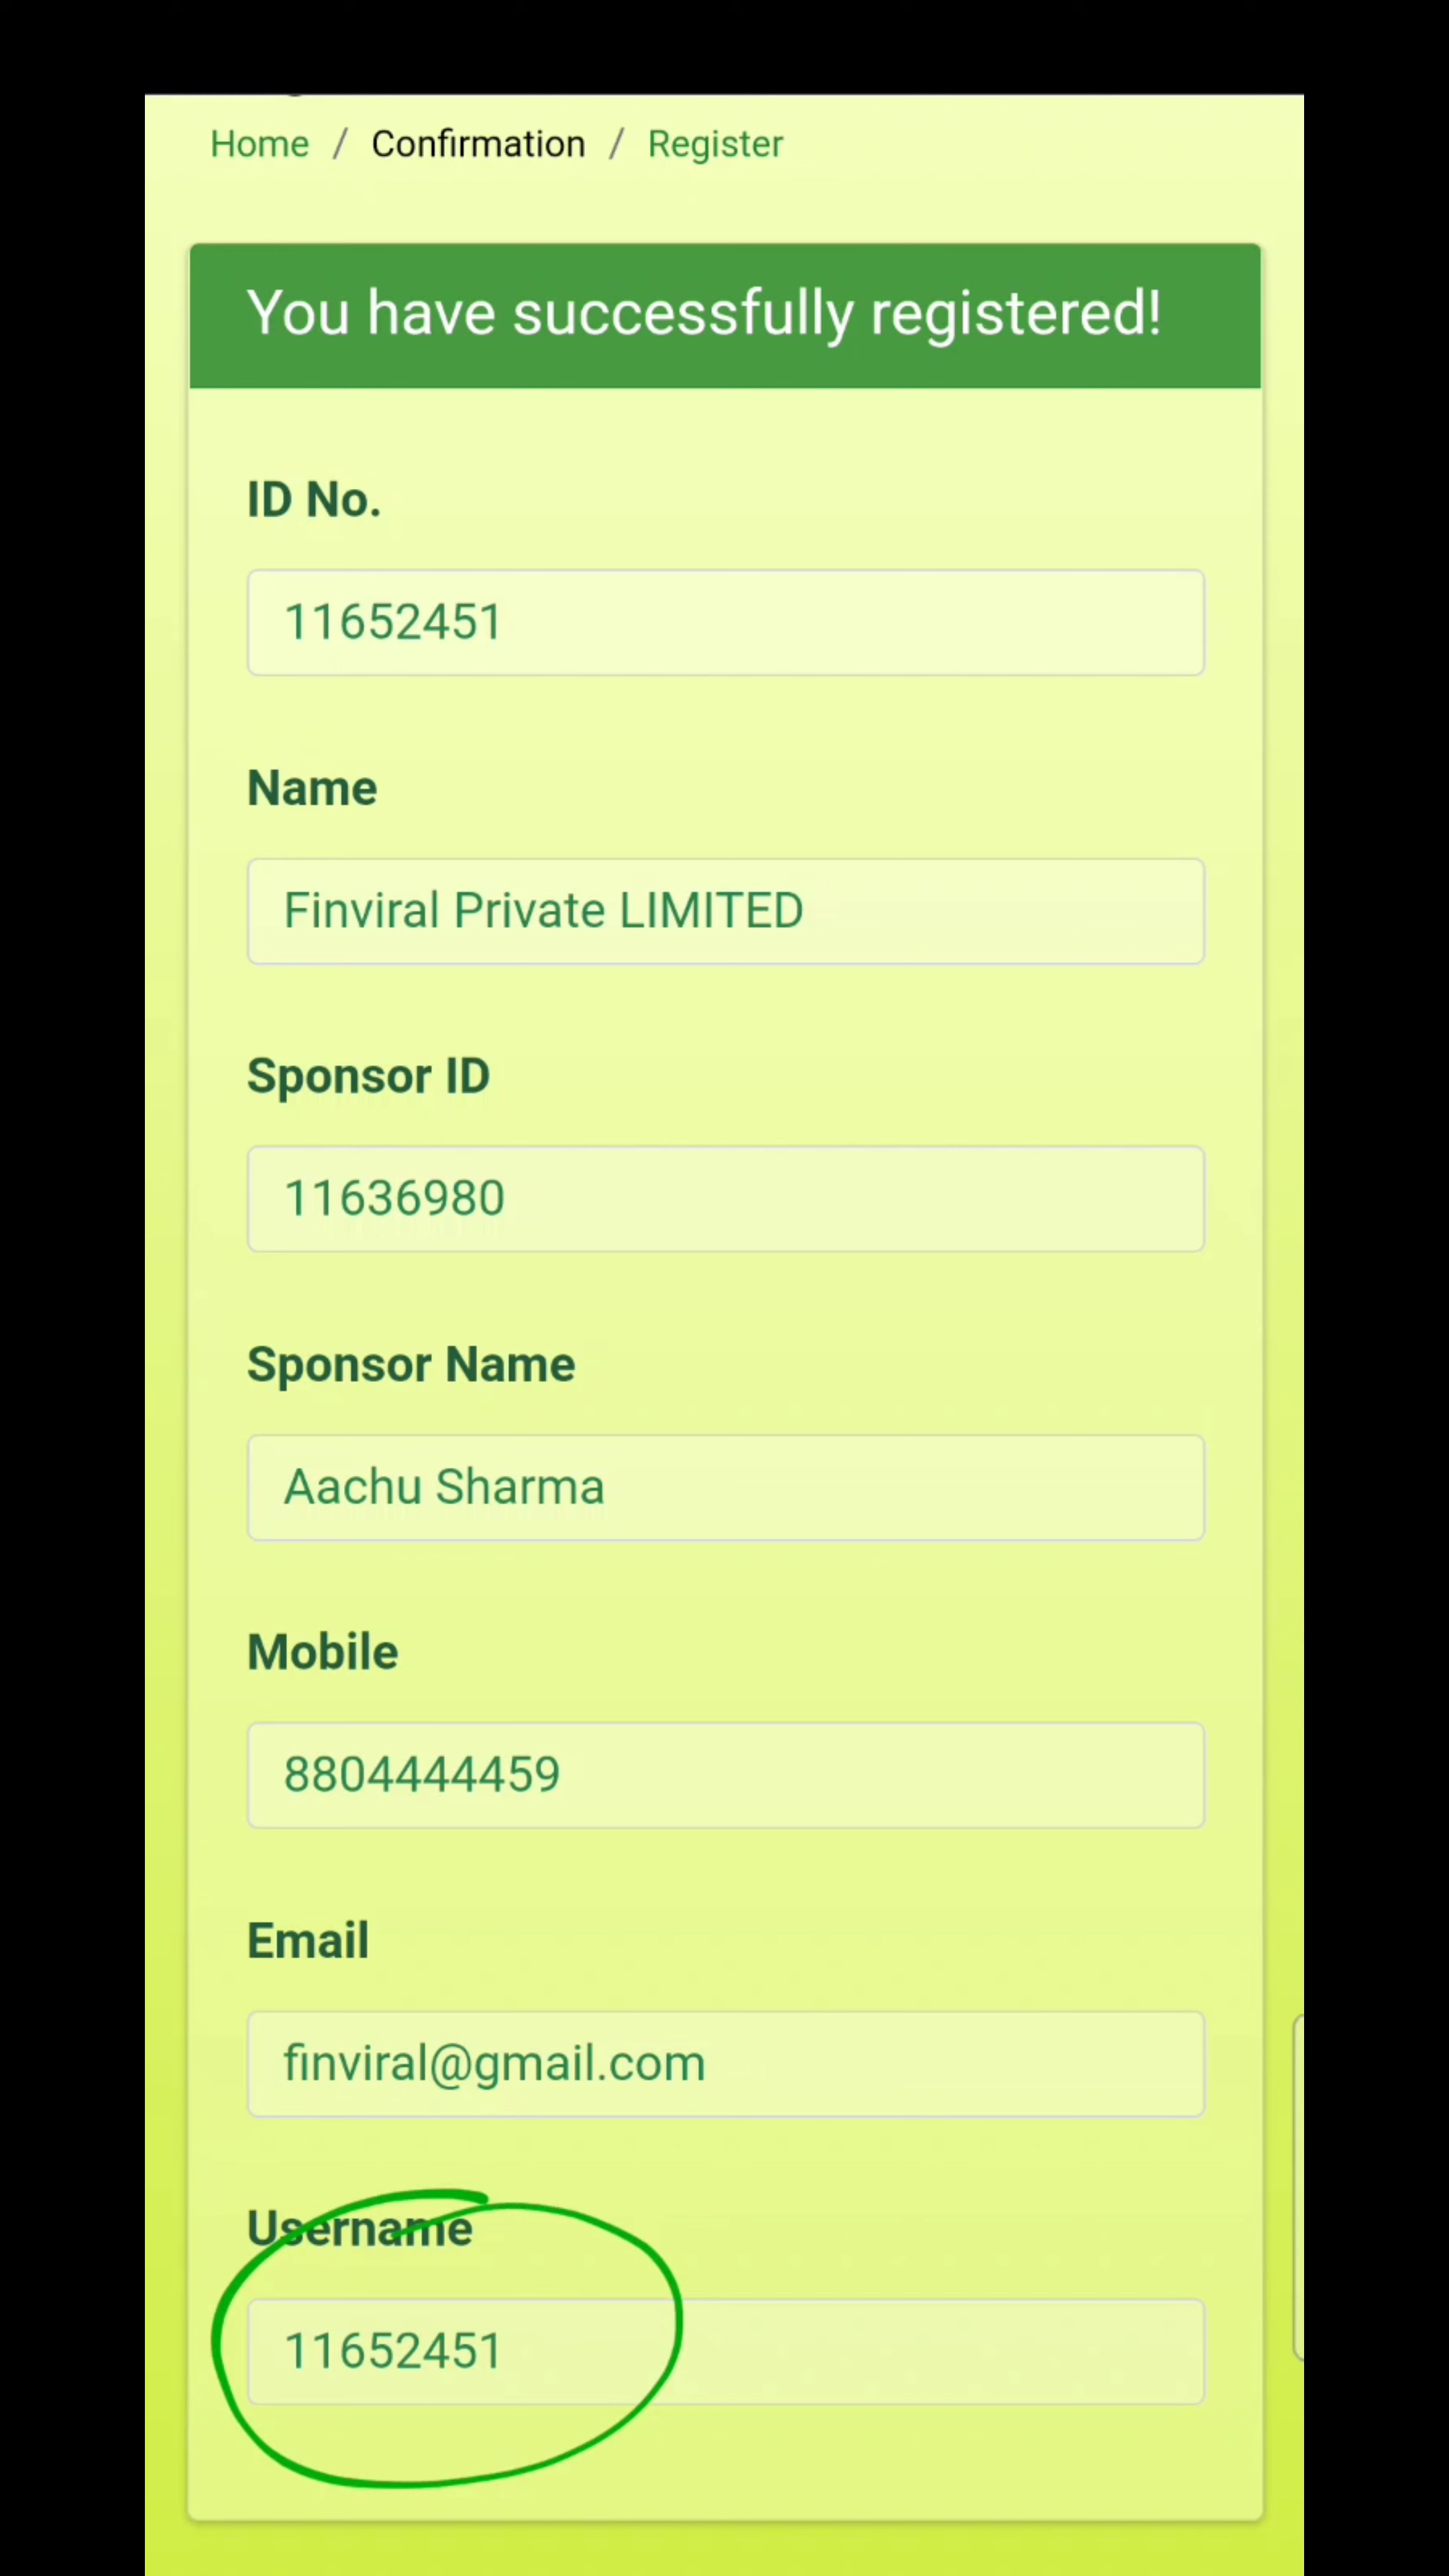 Home / Confirmation / Register
You have successfully registered!
ID No.
11652451
Name
Finviral Private LIMITED
Sponsor ID
11636980
Sponsor Name
Aachu Sharma
Mobile
8804444459
Email
finviral@gmail.com
Username
11652451